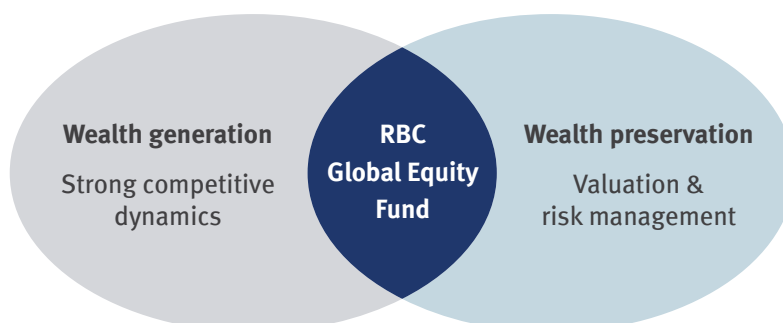 Wealth generation
Strong competitive
dynamics
RBC
Global Equity
Fund
Wealth preservation
Valuation &
risk management